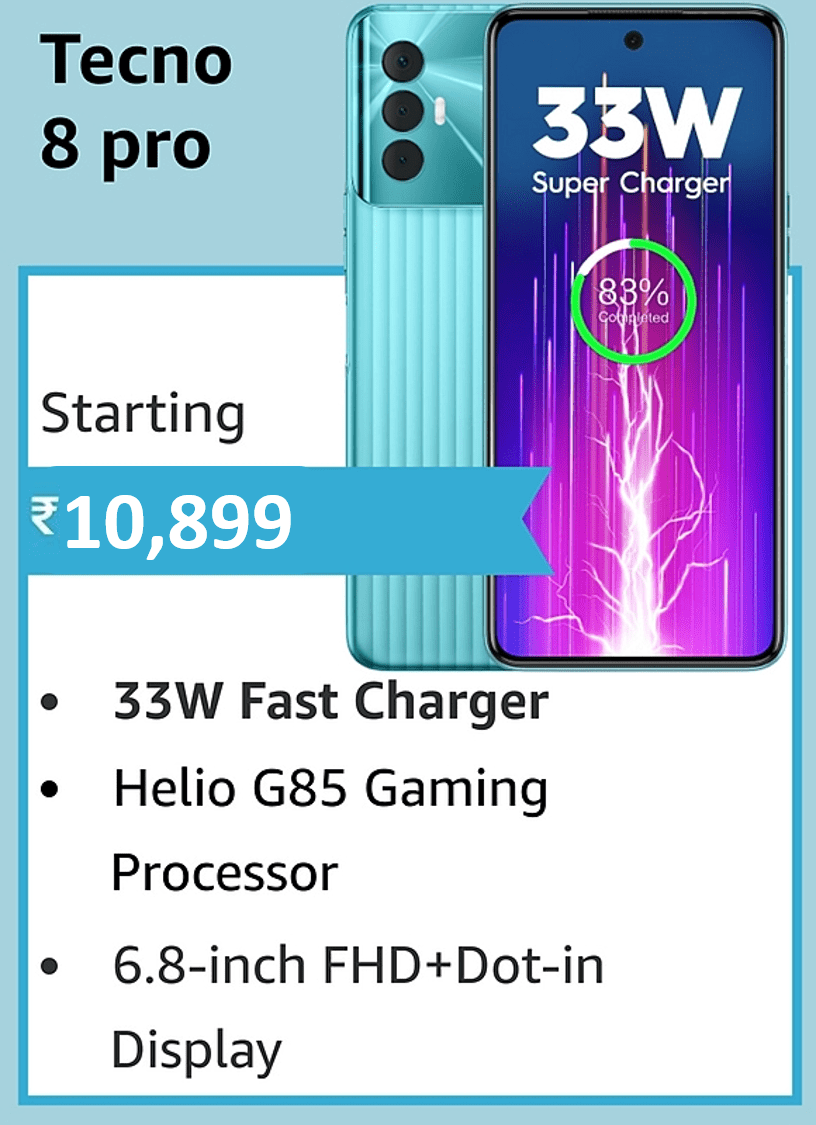 Tecno
8 pro
33W
Super Charger
83%
Completed
Starting
₹10,899
• 33W Fast Charger
• Helio G85 Gaming
Processor
• 6.8-inch FHD+Dot-in
Display